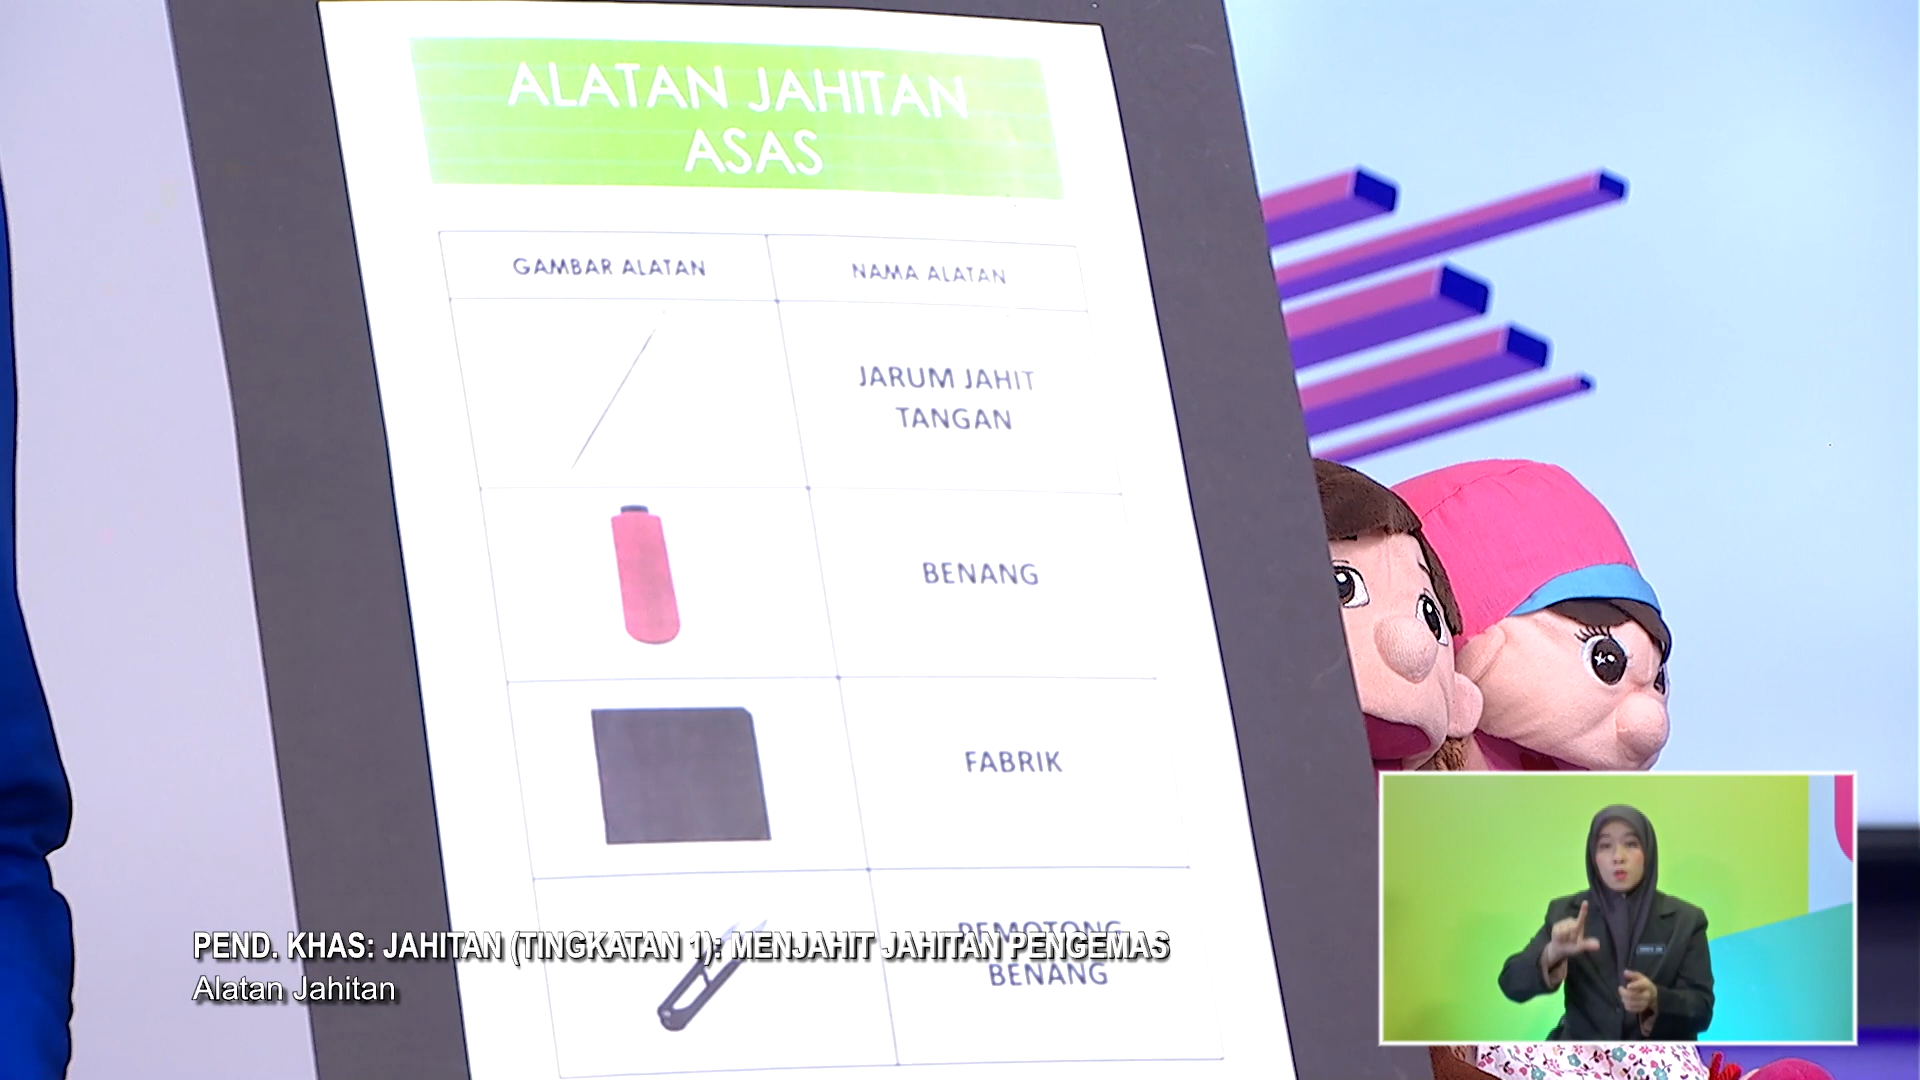 ALATAN JAHITAN
ASAS
GAMBAR ALATAN
NAMA ALATAN
JARUM JAHIT
TANGAN
BENANG
FABRIK
PEMOTONG
BENANG
PEND. KHAS: JAHITAN (TINGKATAN 1): MENJAHIT JAHITAN PENGEMAS
Alatan Jahitan